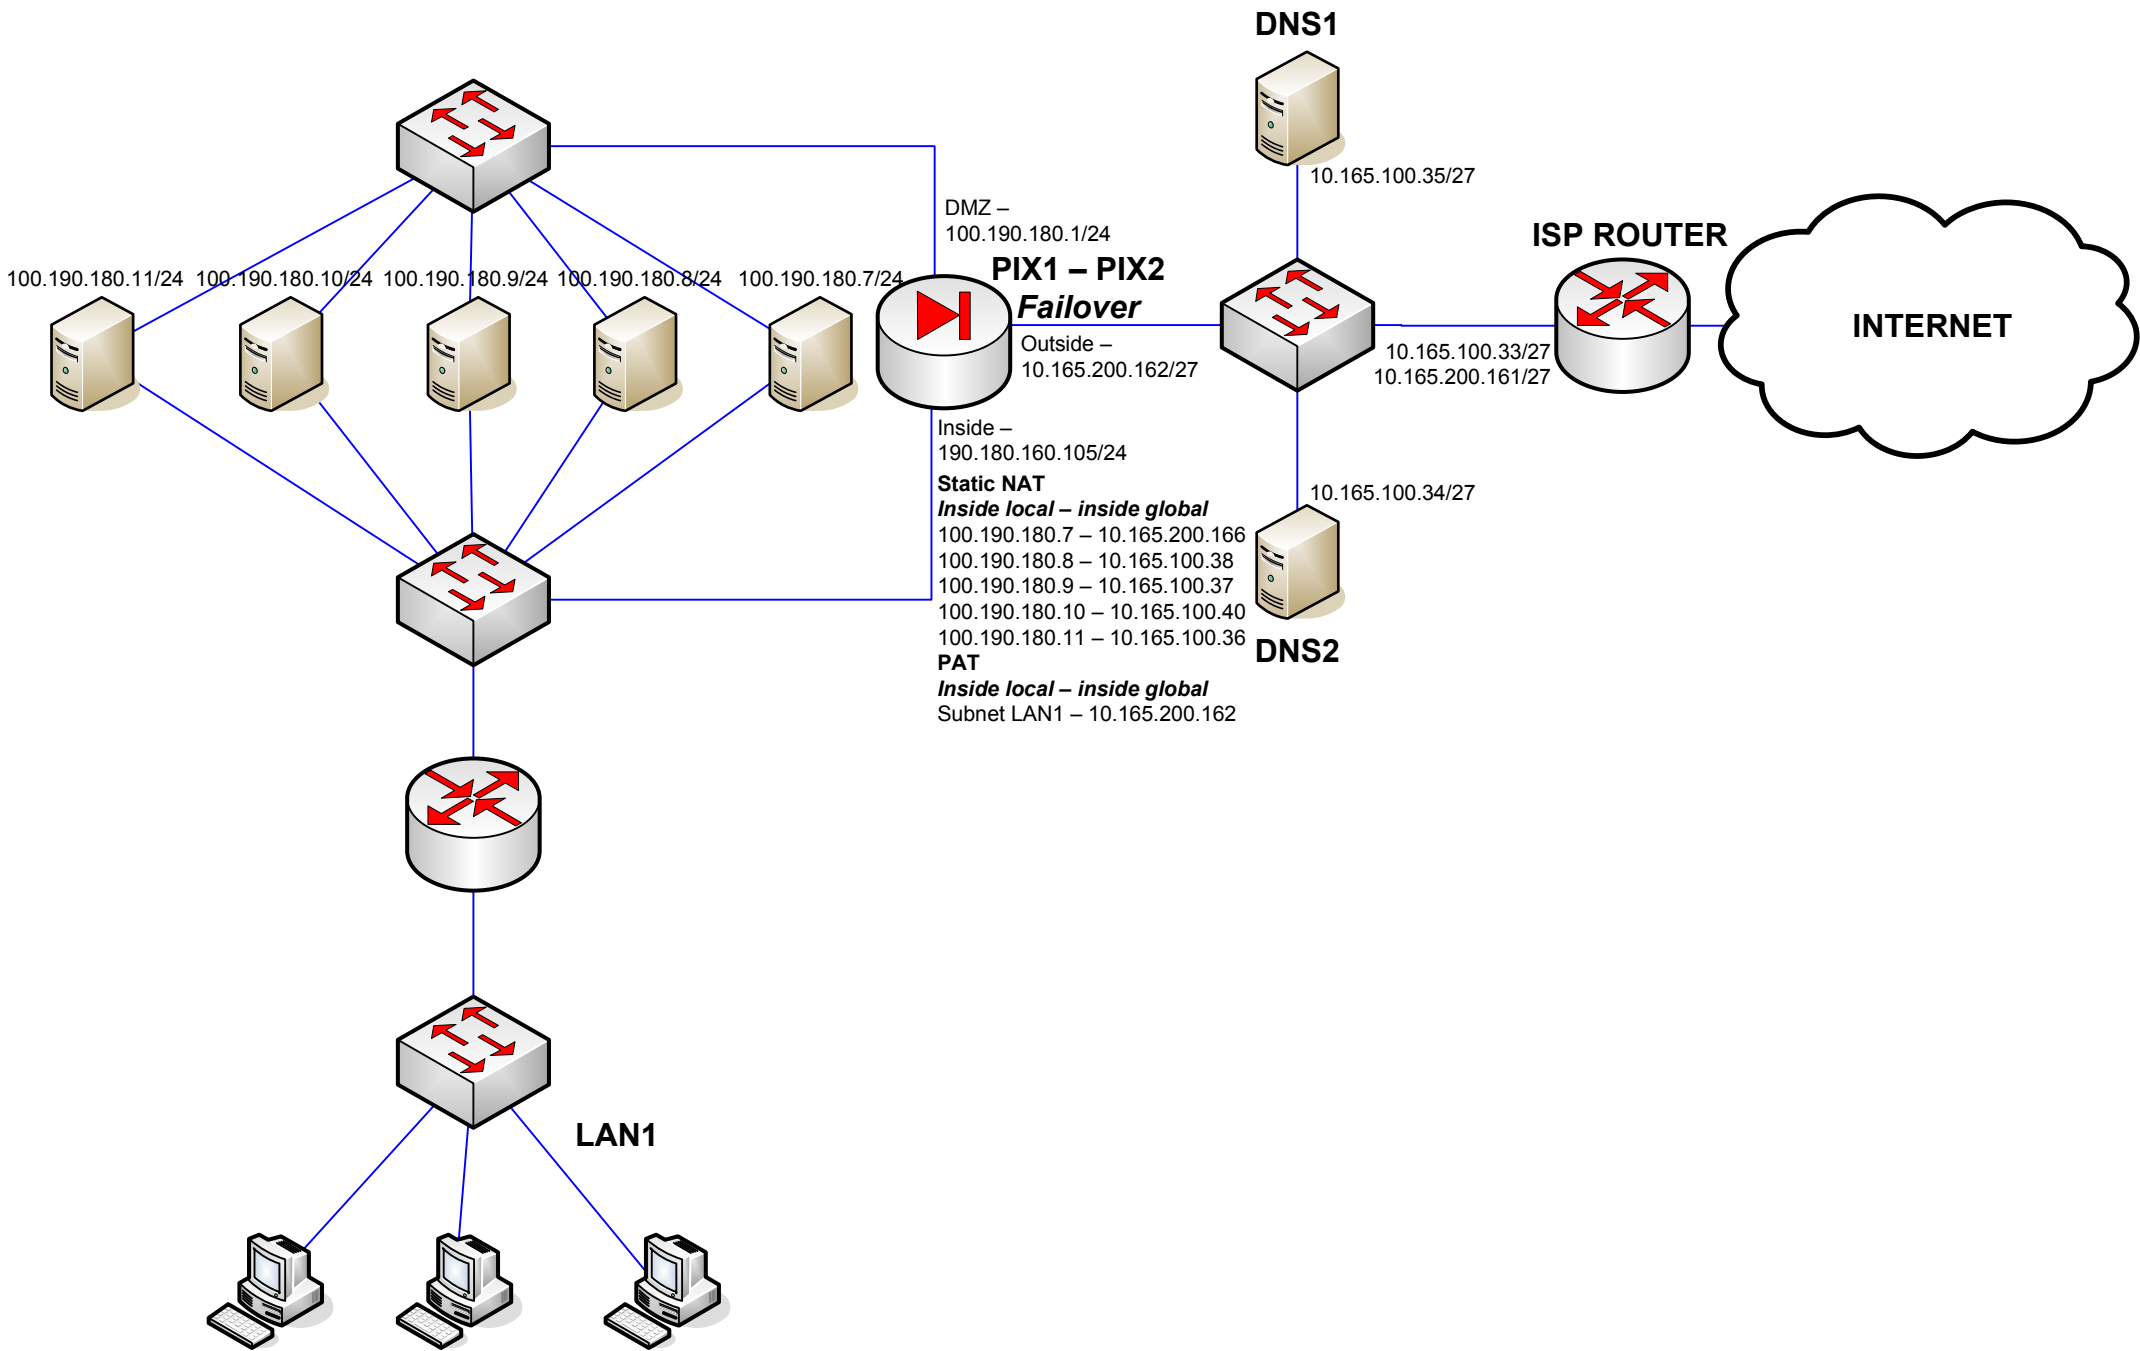 DNS1
10.165.100.35/27
DMZ –
100.190.180.1/24
ISP ROUTER
PIX1 – PIX2
Failover
100.190.180.11/24
100.190.180.10/24
100.190.180.9/24
100.190.180.8/24
100.190.180.7/24
INTERNET
Outside –
10.165.200.162/27
10.165.100.33/27
10.165.200.161/27
Inside –
190.180.160.105/24
Static NAT
Inside local – inside global
100.190.180.7 – 10.165.200.166
100.190.180.8 – 10.165.100.38
100.190.180.9 – 10.165.100.37
100.190.180.10 – 10.165.100.40
100.190.180.11 – 10.165.100.36
PAT
Inside local – inside global
Subnet LAN1 – 10.165.200.162
10.165.100.34/27
DNS2
LAN1